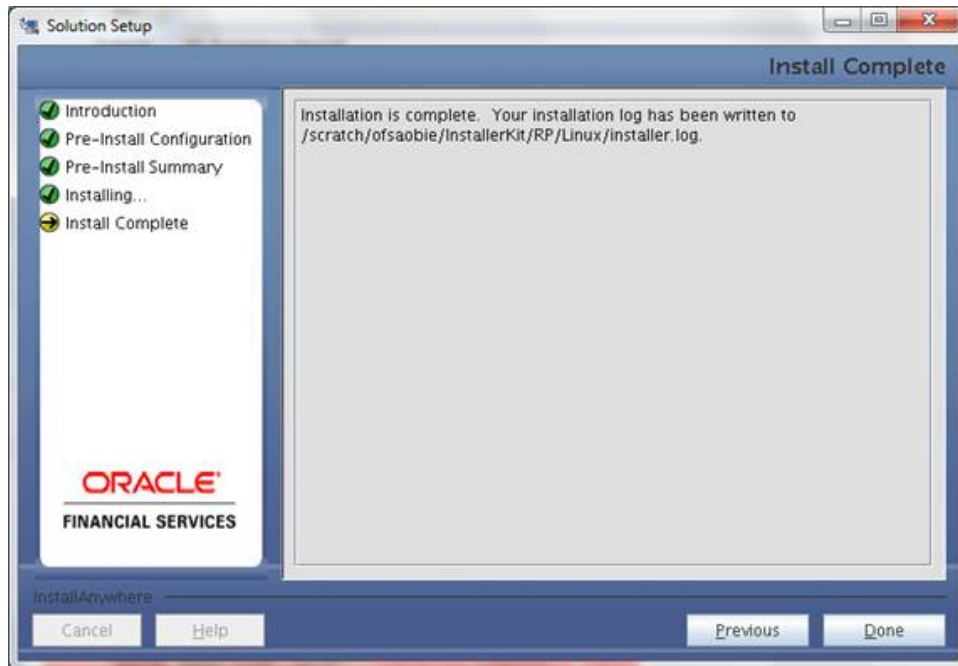 Solution Setup
Install Complete
Introduction
Pre-Install Configuration
Pre-Install Summary
Installing...
Install Complete
Installation is complete. Your installation log has been written to
/scratch/ofsaobie/InstallerKit/RP/Linux/installer.log.
ORACLE®
FINANCIAL SERVICES
InstallAnywhere
Cancel
Help
Previous
Done